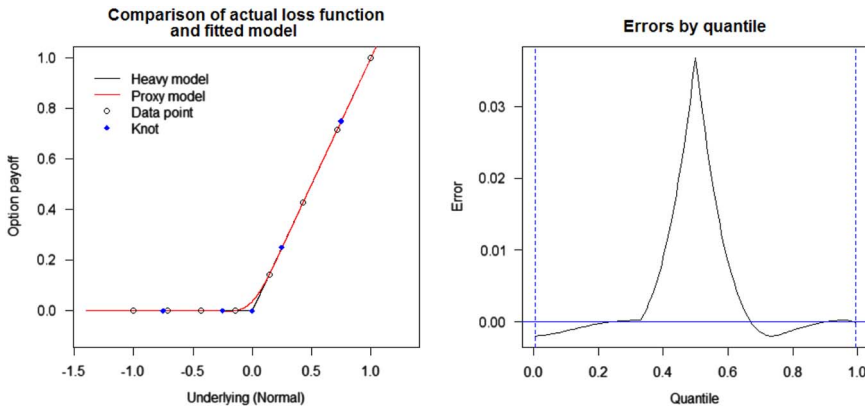 Comparison of actual loss function
and fitted model
1.0
0.8
0.6
0.4
0.2
0.0
Option payoff
Heavy model
Proxy model
Data point
Knot
-1.5
-1.0
-0.5
0.0
0.5
1.0
Underlying (Normal)
Errors by quantile
0.03
0.02
0.01
0.00
Error
0.0
0.2
0.4
0.6
0.8
1.0
Quantile